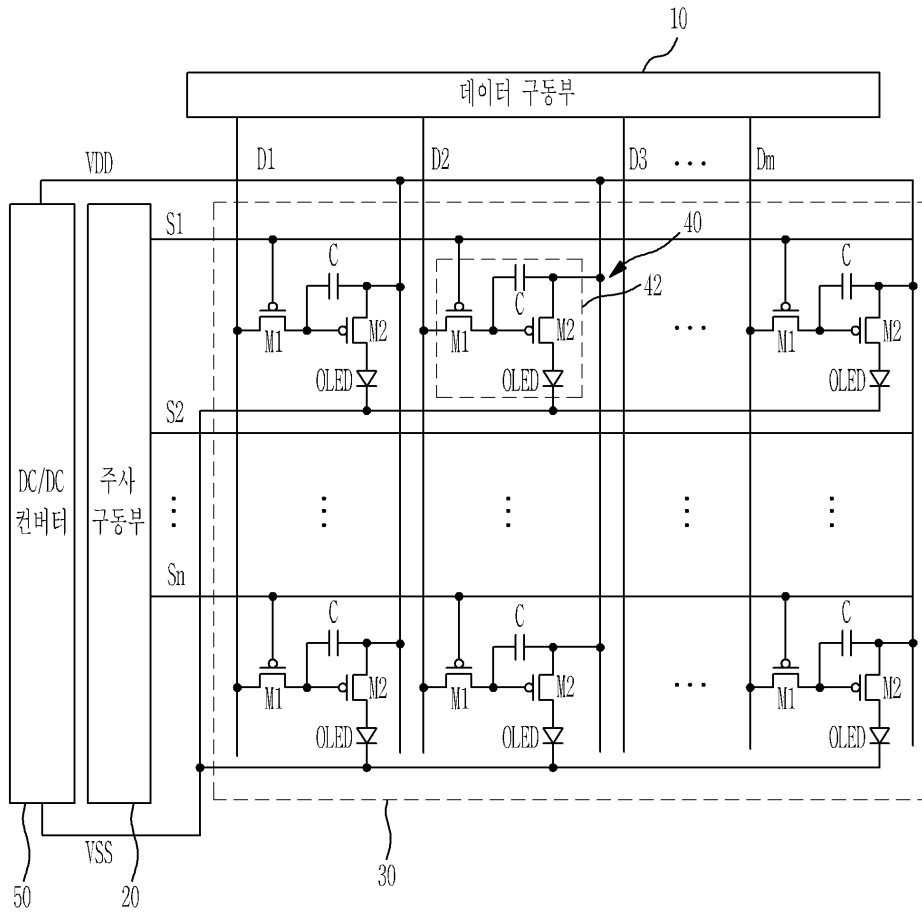 10
데이터 구동부
VDD
D1
D2
D3
...
Dm
S1
C
M1
M2
OLED
C
M1
M2
OLED
40
42
...
C
M1
M2
OLED
S2
DC/DC
컨버터
주사
구동부
Sn
C
M1
M2
OLED
C
M1
M2
OLED
...
C
M1
M2
OLED
VSS
50
20
30